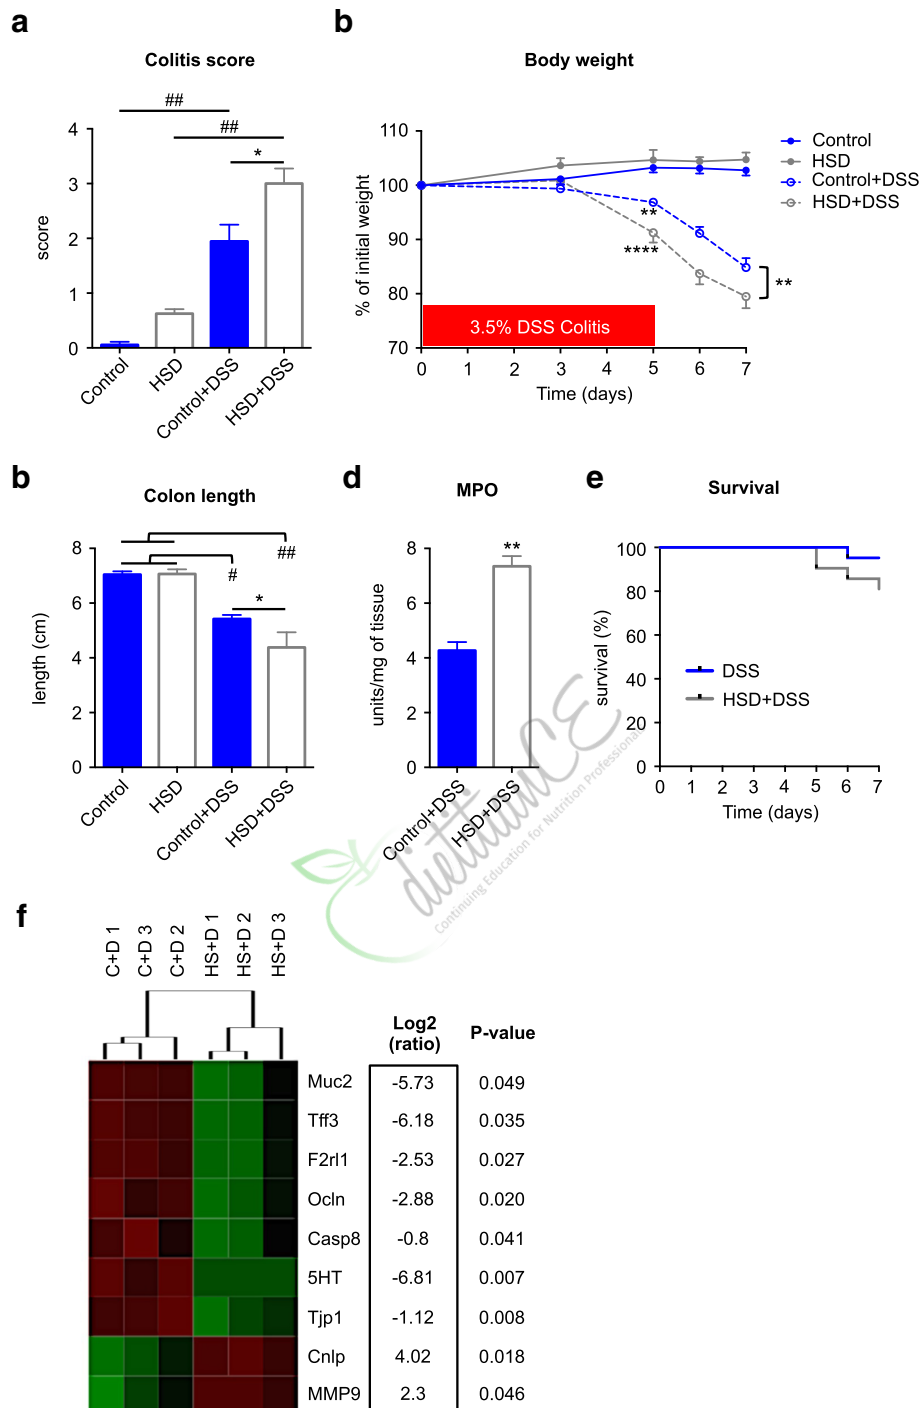 a
Colitis score
##
##
*
4
3
2
1
0
score
Control
HSD
Control+DSS
HSD+DSS
b
Body weight
110
100
90
80
70
% of initial weight
**
****
**
3.5% DSS Colitis
0 1 2 3 4 5 6 7
Time (days)
Control
HSD
Control+DSS
HSD+DSS
b
Colon length
##
#
*
8
6
4
2
0
length (cm)
Control
HSD
Control+DSS
HSD+DSS
d
MPO
**
8
6
4
2
0
units/mg of tissue
Control+DSS
HSD+DSS
e
Survival
100
80
60
40
20
0
survival (%)
DSS
HSD+DSS
0 1 2 3 4 5 6 7
Time (days)
dietitianCE
Continuing Education for Nutrition Professionals
f
C+D 1
C+D 3
C+D 2
HS+D 1
HS+D 2
HS+D 3
Log2
(ratio)
P-value
Muc2 -5.73 0.049
Tff3 -6.18 0.035
F2rl1 -2.53 0.027
Ocln -2.88 0.020
Casp8 -0.8 0.041
5HT -6.81 0.007
Tjp1 -1.12 0.008
Cnlp 4.02 0.018
MMP9 2.3 0.046